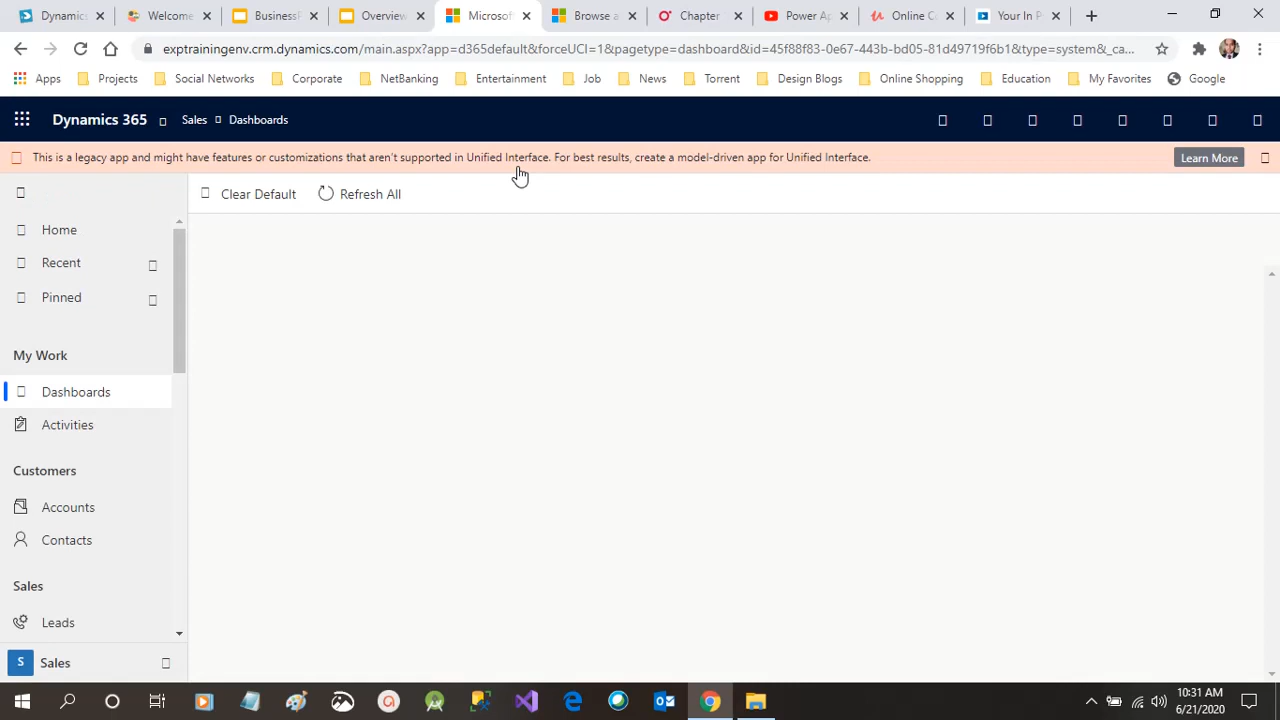 Dynami
Welcome
BusinessF
Overview
Microsof
Browse a
Chapter
Power Ap
Online C
Your In P
exptrainingenv.crm.dynamics.com/main.aspx?app=d365default&forceUCI=1&pagetype=dashboard&id=45f88f83-0e67-443b-bd05-81d49719f6b1&type=system&_ca...
Apps
Projects
Social Networks
Corporate
NetBanking
Entertainment
Job
News
Torrent
Design Blogs
Online Shopping
Education
My Favorites
Google
Dynamics 365
Sales
Dashboards
This is a legacy app and might have features or customizations that aren't supported in Unified Interface. For best results, create a model-driven app for Unified Interface.
Learn More
Clear Default
Refresh All
Home
Recent
Pinned
My Work
Dashboards
Activities
Customers
Accounts
Contacts
Sales
Leads
S Sales
10:31 AM
6/21/2020